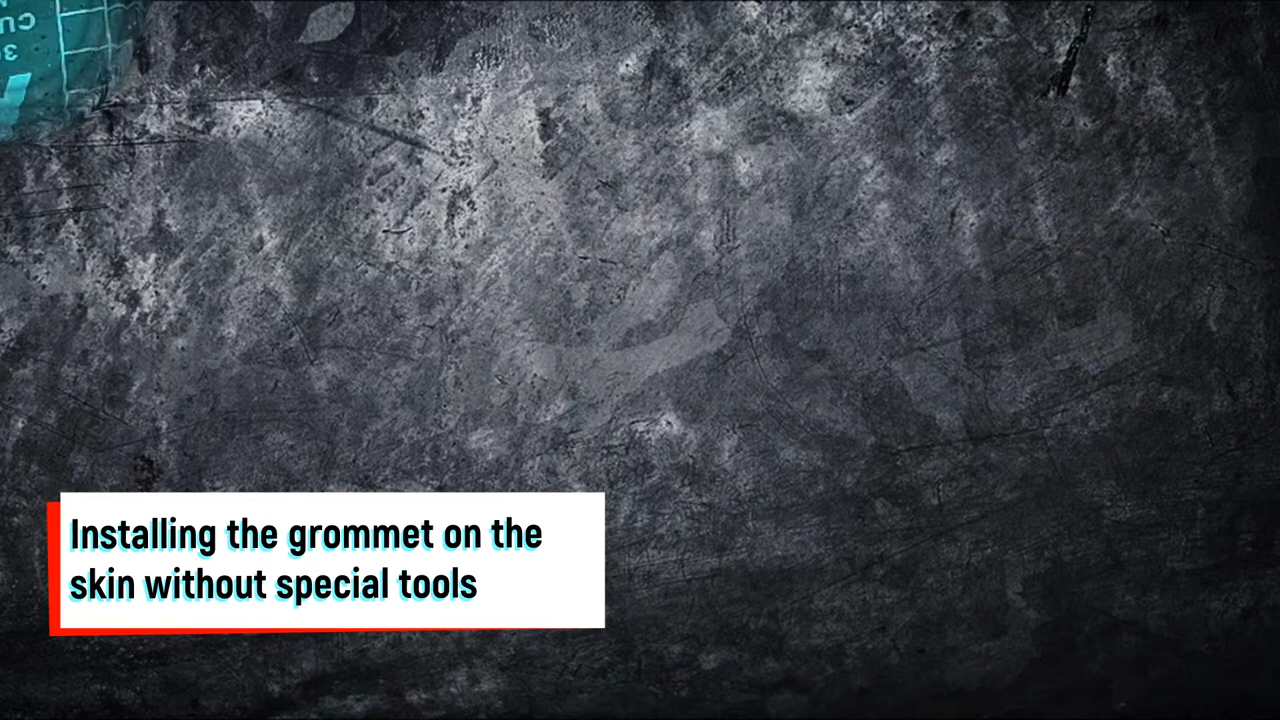 Installing the grommet on the
skin without special tools